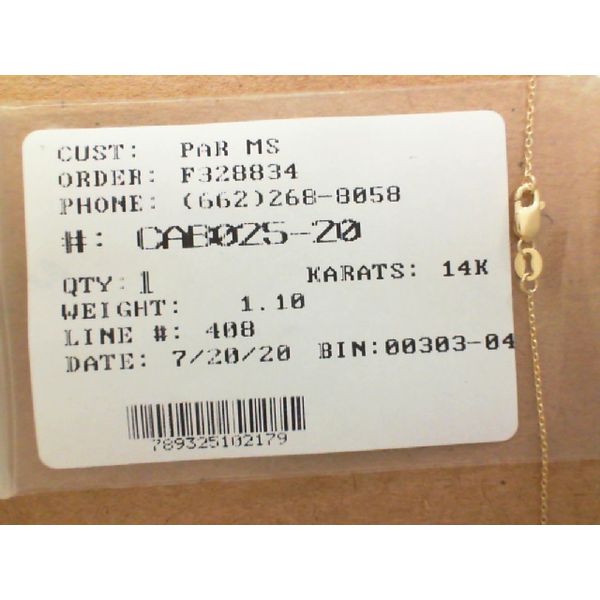 CUST: PAR MS
ORDER: F328834
PHONE: (662)268-8058
#: CAB025-20
QTY: 1 KARATS: 14K
WEIGHT: 1.10
LINE #: 408
DATE: 7/20/20 BIN:00303-04
789325102179